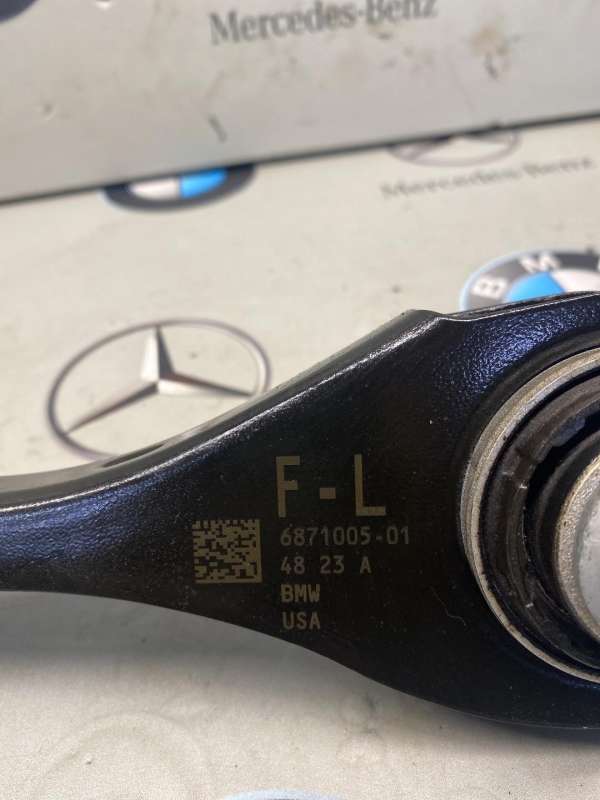 Mercedes-Benz
Mercedes-Benz
B M
F - L
6871005-01
48 23 A
BMW
USA